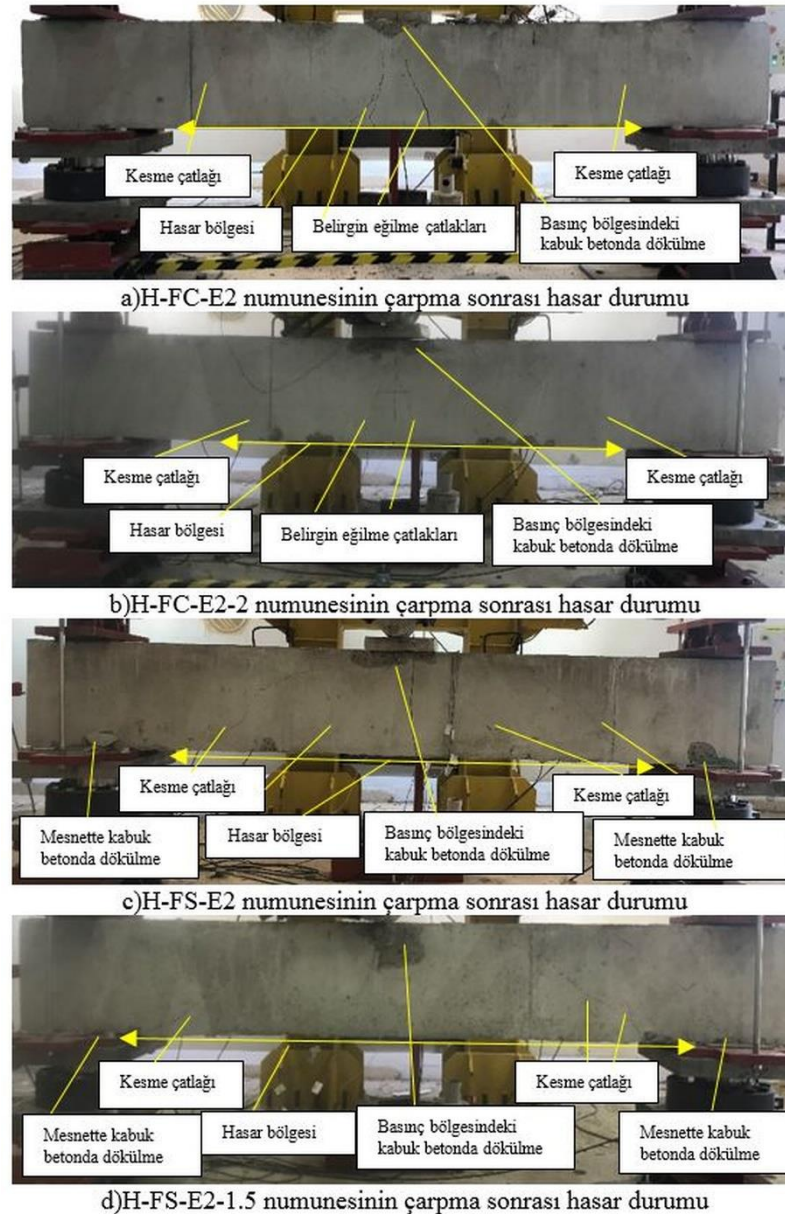 Kesme çatlağı
Kesme çatlağı
Hasar bölgesi
Belirgin eğilme çatlakları
Basınç bölgesindeki
kabuk betonda dökülme
a)H-FC-E2 numunesinin çarpma sonrası hasar durumu
Kesme çatlağı
Kesme çatlağı
Hasar bölgesi
Belirgin eğilme çatlakları
Basınç bölgesindeki
kabuk betonda dökülme
b)H-FC-E2-2 numunesinin çarpma sonrası hasar durumu
Kesme çatlağı
Kesme çatlağı
Mesnette kabuk
betonda dökülme
Hasar bölgesi
Basınç bölgesindeki
kabuk betonda dökülme
Mesnette kabuk
betonda dökülme
c)H-FS-E2 numunesinin çarpma sonrası hasar durumu
Kesme çatlağı
Kesme çatlağı
Mesnette kabuk
betonda dökülme
Hasar bölgesi
Basınç bölgesindeki
kabuk betonda dökülme
Mesnette kabuk
betonda dökülme
d)H-FS-E2-1.5 numunesinin çarpma sonrası hasar durumu